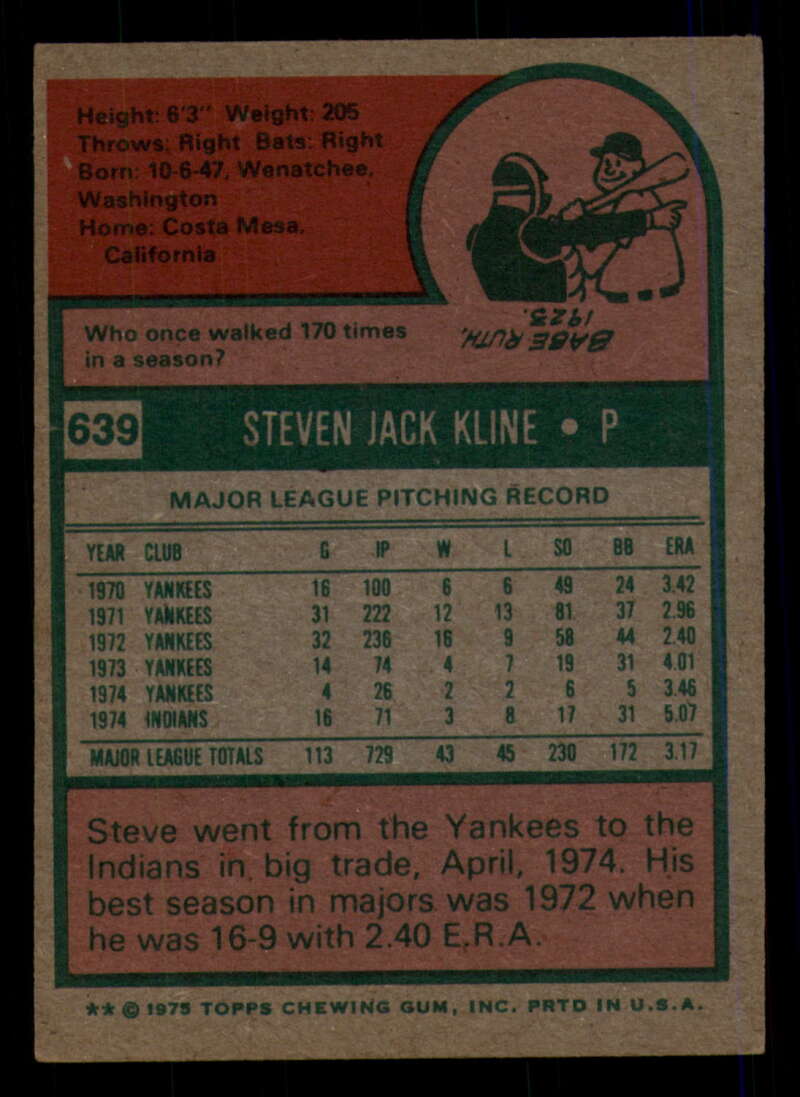 Height: 6'3" Weight: 205
Throws: Right Bats: Right
Born: 10-6-47, Wenatchee,
Washington
Home: Costa Mesa,
California
Who once walked 170 times
in a season?
BABE RUTH,
1923.
639 STEVEN JACK KLINE • P
MAJOR LEAGUE PITCHING RECORD
YEAR CLUB G IP W L SO BB ERA
1970 YANKEES 16 100 6 6 49 24 3.42
1971 YANKEES 31 222 12 13 81 37 2.96
1972 YANKEES 32 236 16 9 58 44 2.40
1973 YANKEES 14 74 4 7 19 31 4.01
1974 YANKEES 4 26 2 2 6 5 3.46
1974 INDIANS 16 71 3 8 17 31 5.07
MAJOR LEAGUE TOTALS 113 729 43 45 230 172 3.17
Steve went from the Yankees to the
Indians in big trade, April, 1974. His
best season in majors was 1972 when
he was 16-9 with 2.40 E.R.A.
** © 1975 TOPPS CHEWING GUM, INC. PRTD IN U.S.A.